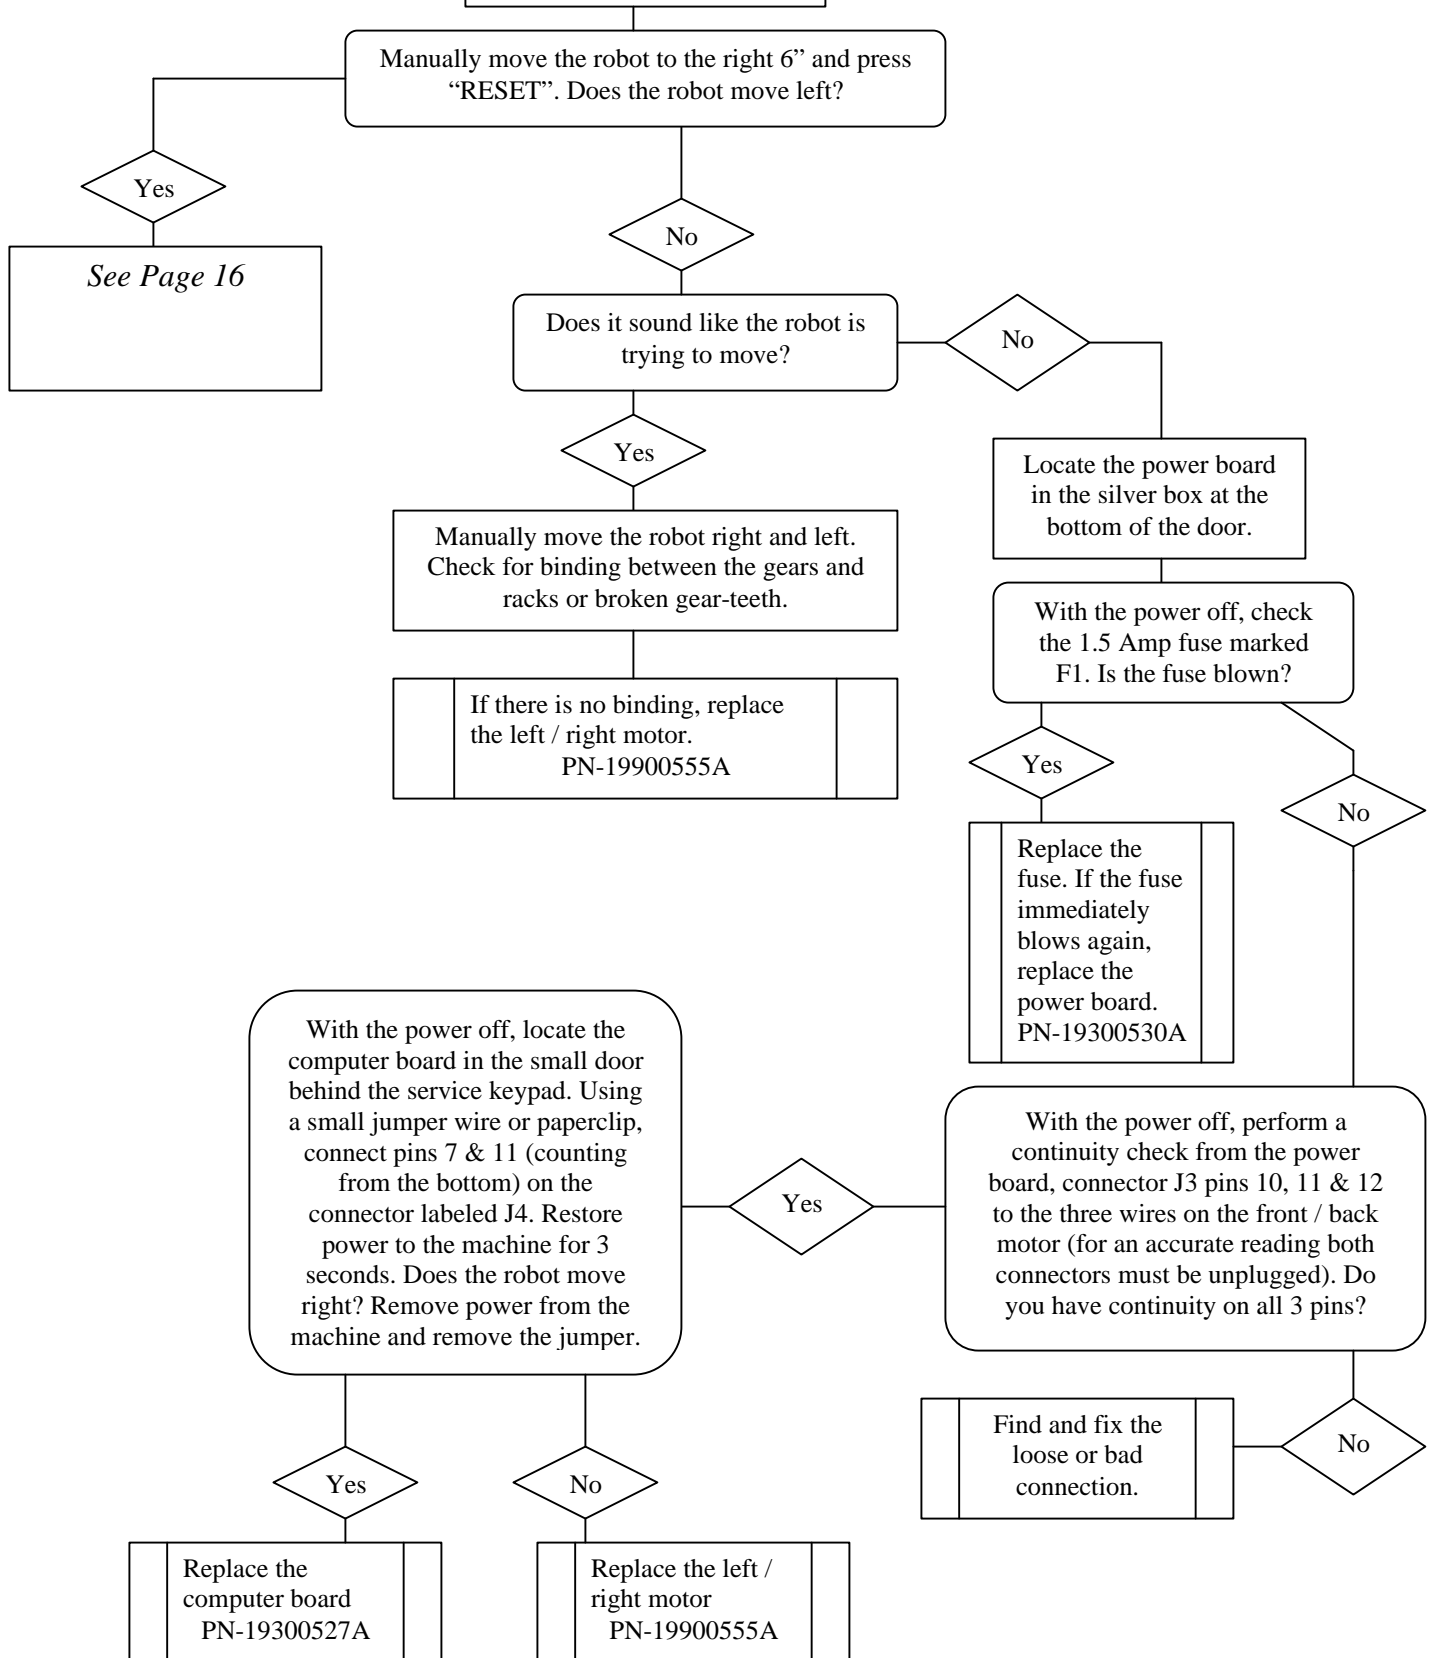 Manually move the robot to the right 6” and press
“RESET”. Does the robot move left?
Yes
No
See Page 16
Does it sound like the robot is
trying to move?
No
Yes
Locate the power board
in the silver box at the
bottom of the door.
Manually move the robot right and left.
Check for binding between the gears and
racks or broken gear-teeth.
With the power off, check
the 1.5 Amp fuse marked
F1. Is the fuse blown?
If there is no binding, replace
the left / right motor.
PN-19900555A
Yes
No
Replace the
fuse. If the fuse
immediately
blows again,
replace the
power board.
PN-19300530A
With the power off, locate the
computer board in the small door
behind the service keypad. Using
a small jumper wire or paperclip,
connect pins 7 & 11 (counting
from the bottom) on the
connector labeled J4. Restore
power to the machine for 3
seconds. Does the robot move
right? Remove power from the
machine and remove the jumper.
Yes
With the power off, perform a
continuity check from the power
board, connector J3 pins 10, 11 & 12
to the three wires on the front / back
motor (for an accurate reading both
connectors must be unplugged). Do
you have continuity on all 3 pins?
Find and fix the
loose or bad
connection.
No
Yes
No
Replace the
computer board
PN-19300527A
Replace the left /
right motor
PN-19900555A